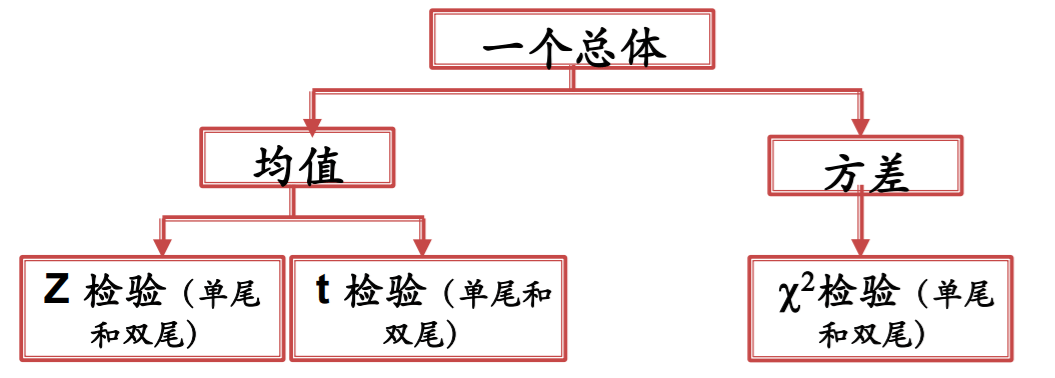 一个总体
均值
方差
Z 检验（单尾
和双尾）
t 检验（单尾和
双尾）
χ²检验（单尾
和双尾）